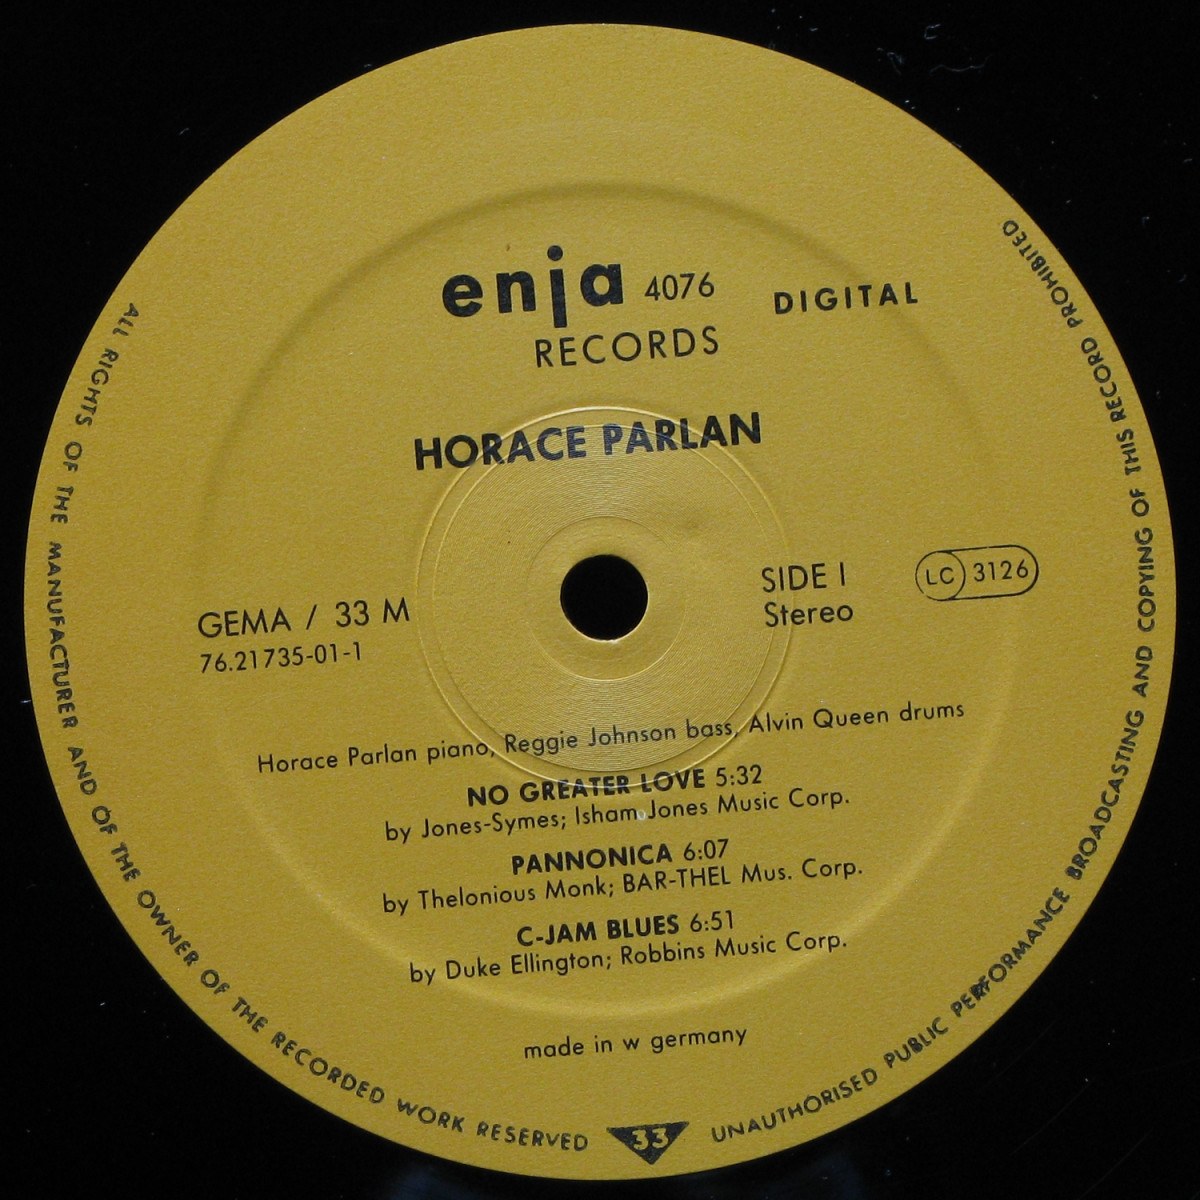 enja 4076
RECORDS
DIGITAL
HORACE PARLAN
SIDE I
Stereo
LC 3126
GEMA / 33 M
76.21735-01-1
Horace Parlan piano, Reggie Johnson bass, Alvin Queen drums
NO GREATER LOVE 5:32
by Jones-Symes; Isham Jones Music Corp.
PANNONICA 6:07
by Thelonious Monk; BAR-THEL Mus. Corp.
C-JAM BLUES 6:51
by Duke Ellington; Robbins Music Corp.
made in w germany
ALL RIGHTS OF THE MANUFACTURER AND OF THE OWNER OF THE RECORDED WORK RESERVED
33
UNAUTHORISED PUBLIC PERFORMANCE BROADCASTING AND COPYING OF THIS RECORD PROHIBITED